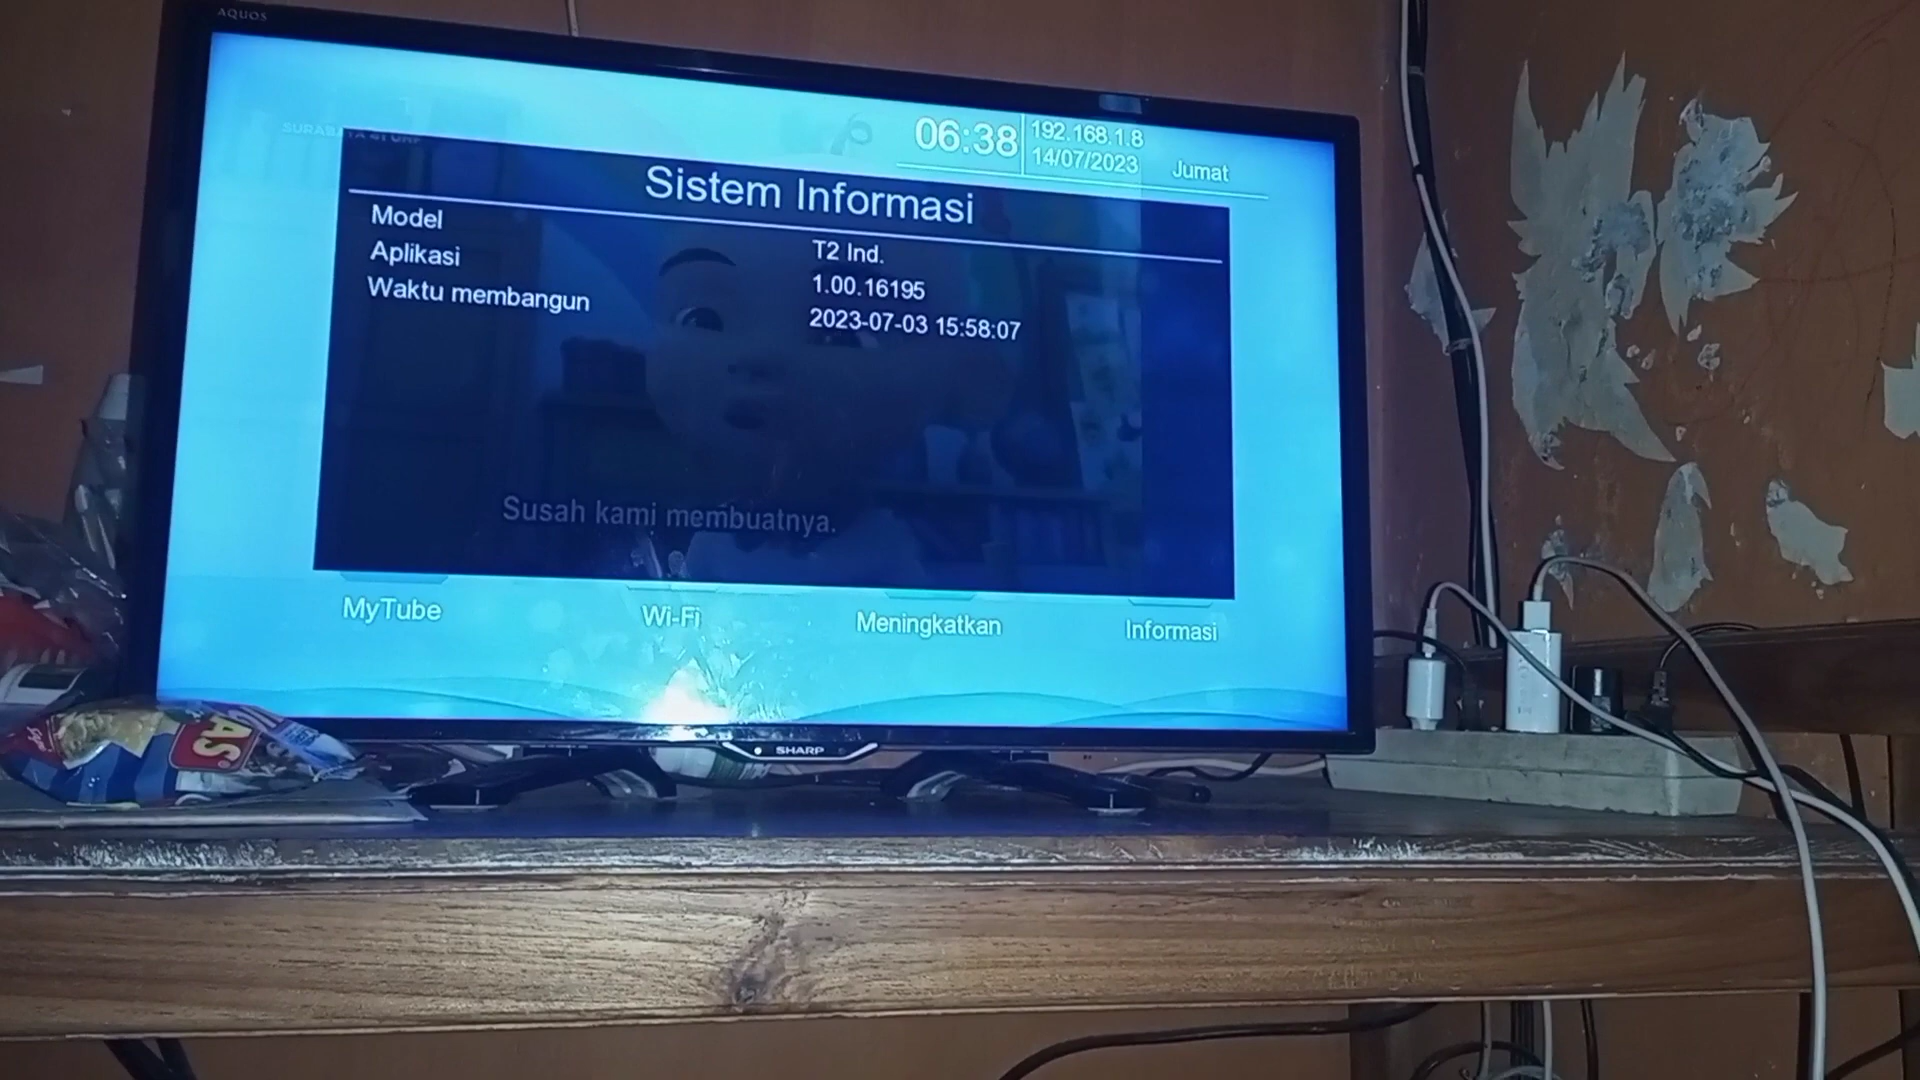 AQUOS
06:38
192.168.1.8
14/07/2023
Jumat
Sistem Informasi
Model
T2 Ind.
Aplikasi
1.00.16195
Waktu membangun
2023-07-03 15:58:07
Susah kami membuatnya.
MyTube
Wi-Fi
Meningkatkan
Informasi
SHARP